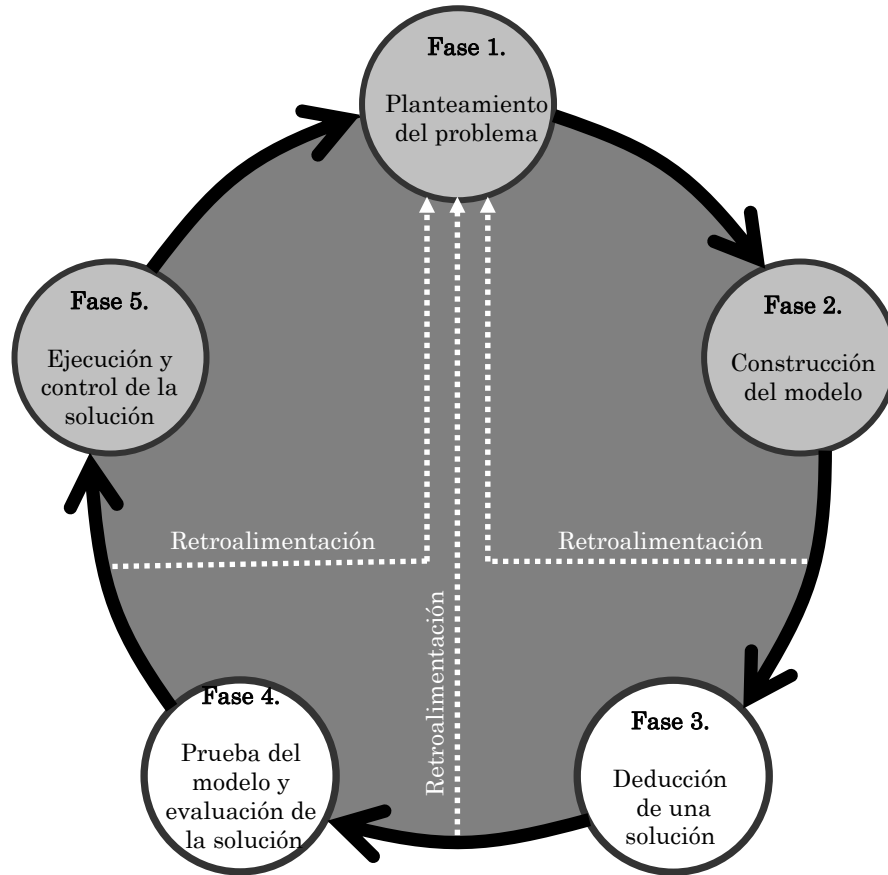 Fase 1.
Planteamiento
del problema
Fase 5.
Ejecución y
control de la
solución
Fase 2.
Construcción
del modelo
Retroalimentación
Retroalimentación
Retroalimentación
Fase 4.
Prueba del
modelo y
evaluación de
la solución
Fase 3.
Deducción
de una
solución